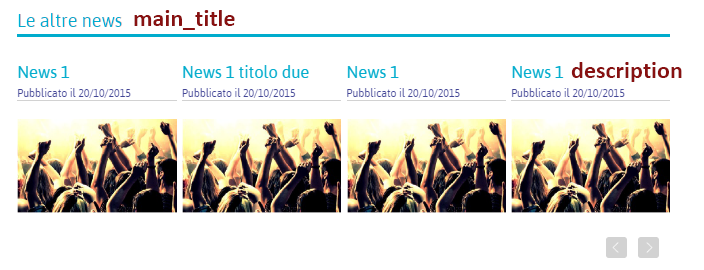 Le altre news main_title
News 1 News 1 titolo due News 1 News 1 description
Pubblicato il 20/10/2015 Pubblicato il 20/10/2015 Pubblicato il 20/10/2015 Pubblicato il 20/10/2015